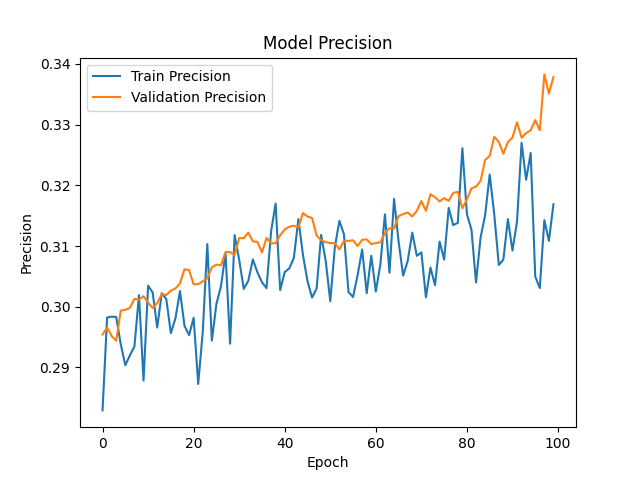 Model Precision
Train Precision
Validation Precision
0.34
0.33
0.32
0.31
0.30
0.29
Precision
0
20
40
60
80
100
Epoch